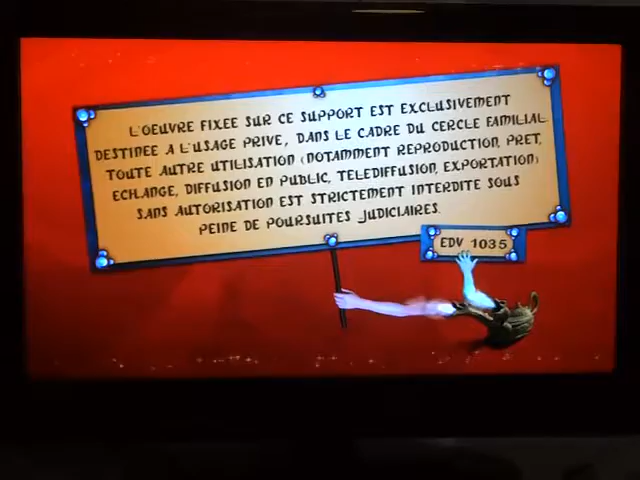 L'OEUVRE FIXEE SUR CE SUPPORT EST EXCLUSIVEMENT
DESTINEE A L'USAGE PRIVE, DANS LE CADRE DU CERCLE FAMILIAL.
TOUTE AUTRE UTILISATION (NOTAMMENT REPRODUCTION, PRET,
ECHANGE, DIFFUSION EN PUBLIC, TELEDIFFUSION, EXPORTATION)
SANS AUTORISATION EST STRICTEMENT INTERDITE SOUS
PEINE DE POURSUITES JUDICIAIRES.
EDV 1035